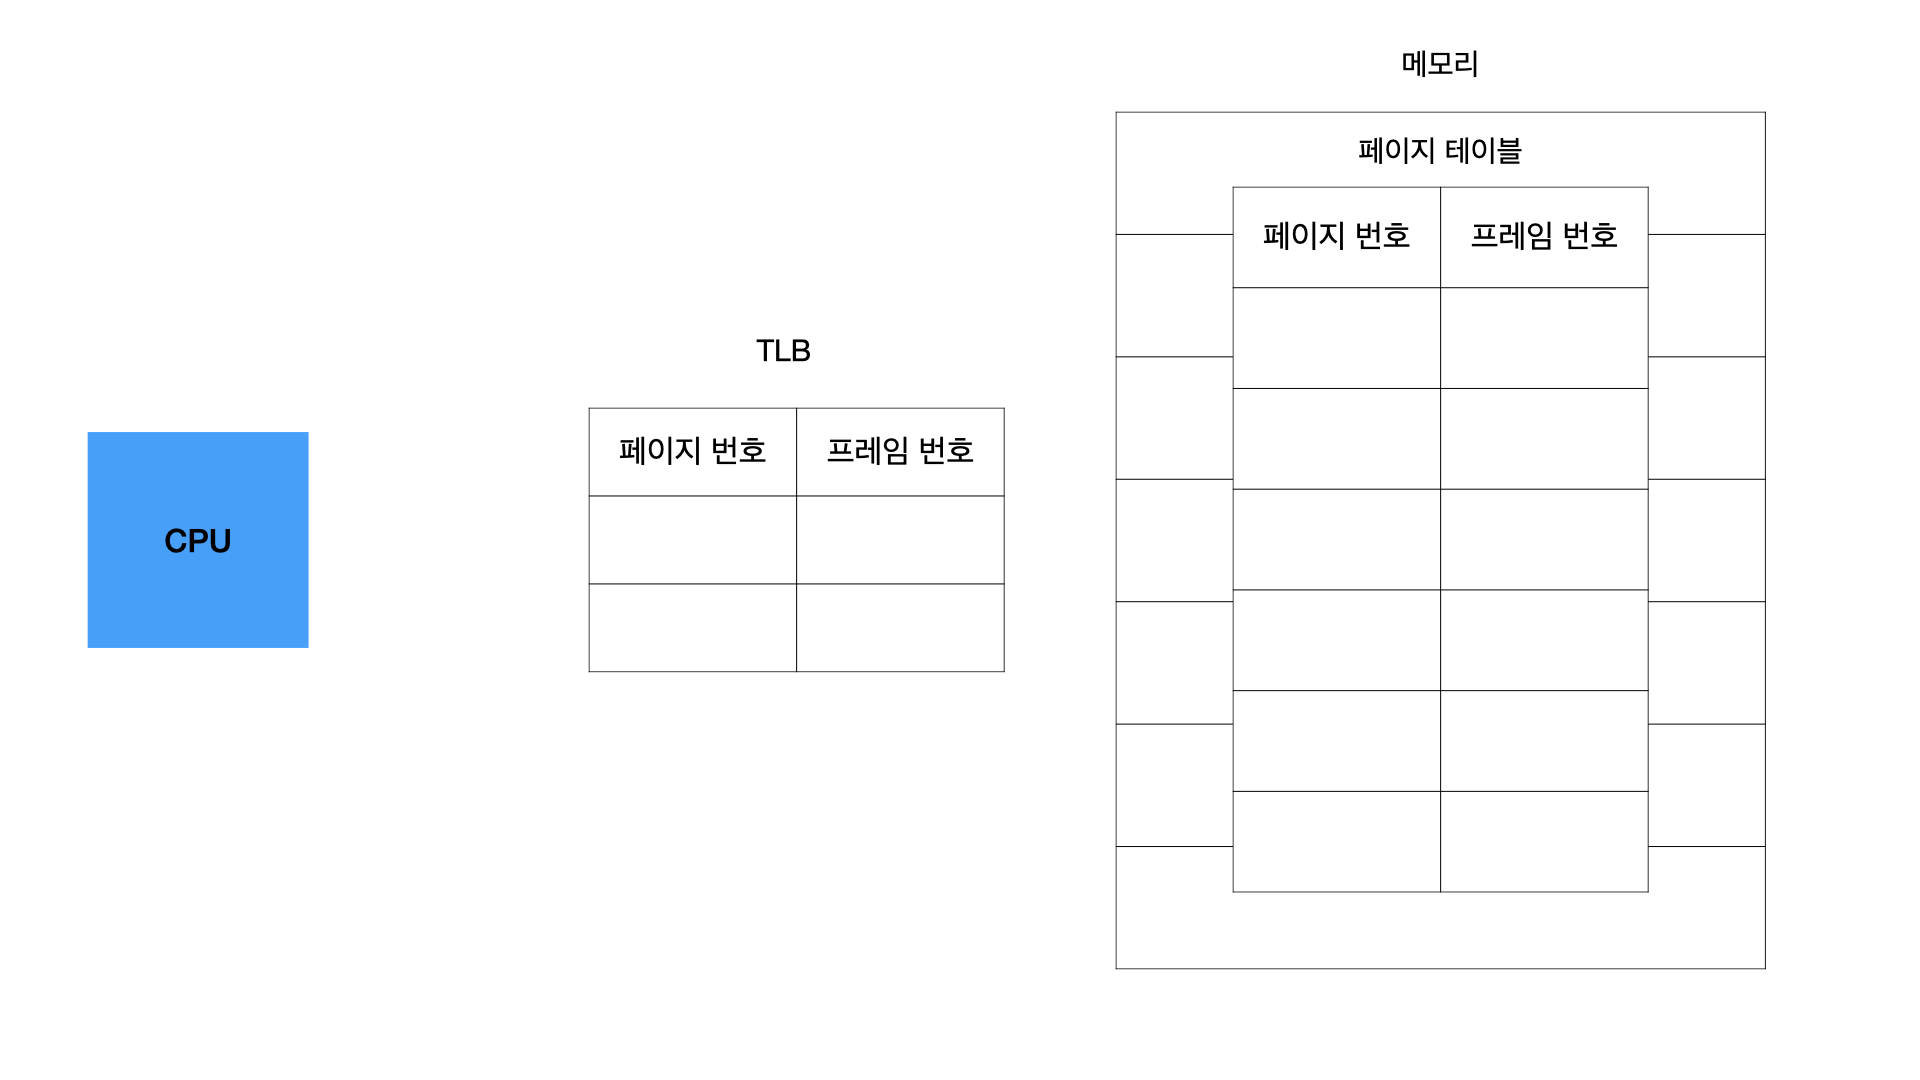 메모리
페이지 테이블
페이지 번호 프레임 번호
TLB
페이지 번호 프레임 번호
CPU